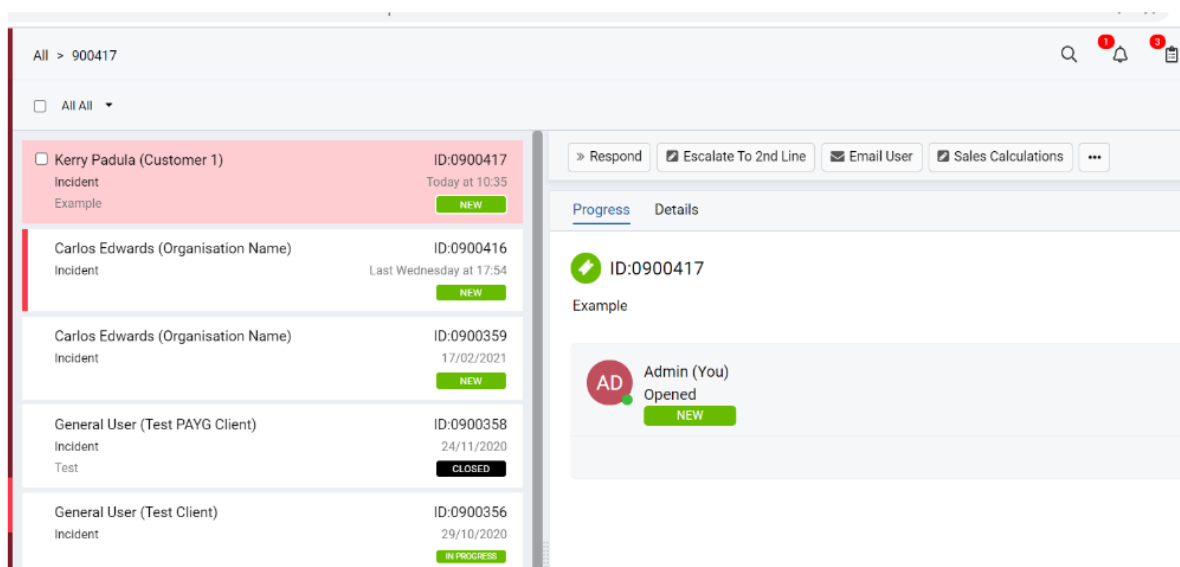 All > 900417
1
3
All All
Kerry Padula (Customer 1) ID:0900417
Incident Today at 10:35
Example NEW
Carlos Edwards (Organisation Name) ID:0900416
Incident Last Wednesday at 17:54
NEW
Carlos Edwards (Organisation Name) ID:0900359
Incident 17/02/2021
NEW
General User (Test PAYG Client) ID:0900358
Incident 24/11/2020
Test CLOSED
General User (Test Client) ID:0900356
Incident 29/10/2020
IN PROGRESS
» Respond Escalate To 2nd Line Email User Sales Calculations •••
Progress Details
ID:0900417
Example
AD
Admin (You)
Opened
NEW